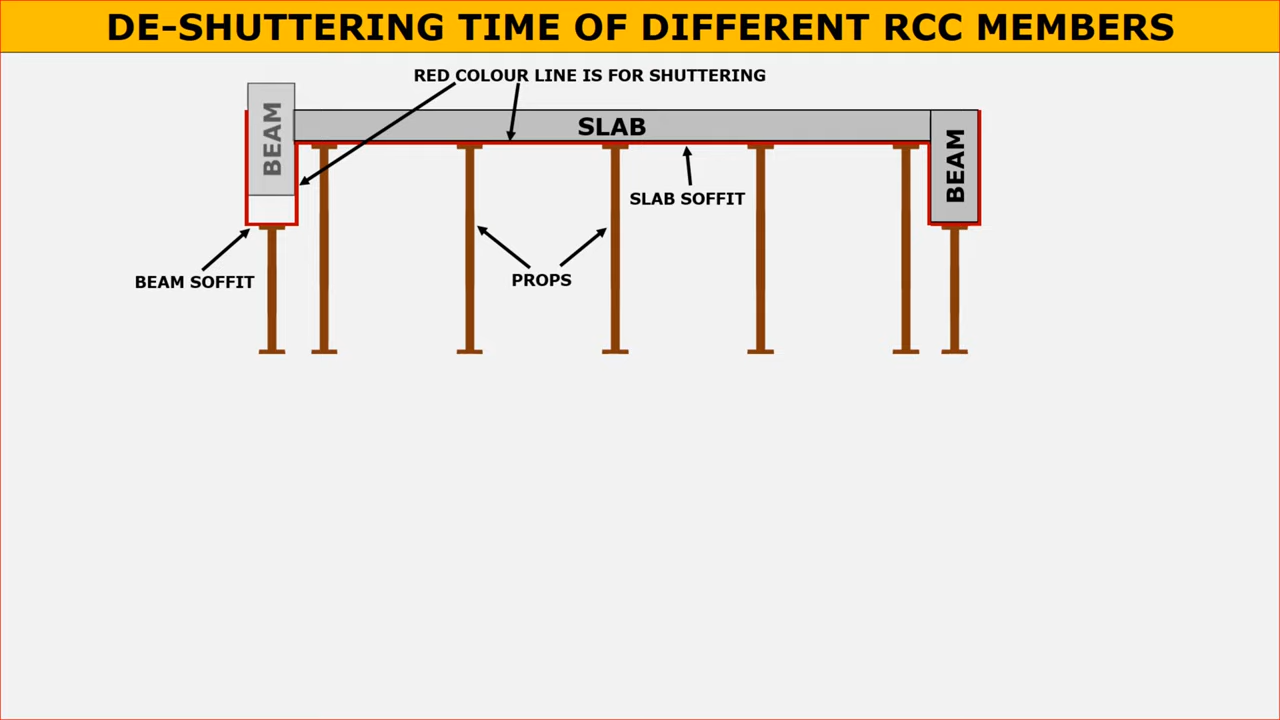 DE-SHUTTERING TIME OF DIFFERENT RCC MEMBERS
RED COLOUR LINE IS FOR SHUTTERING
BEAM
SLAB
BEAM
SLAB SOFFIT
BEAM SOFFIT
PROPS